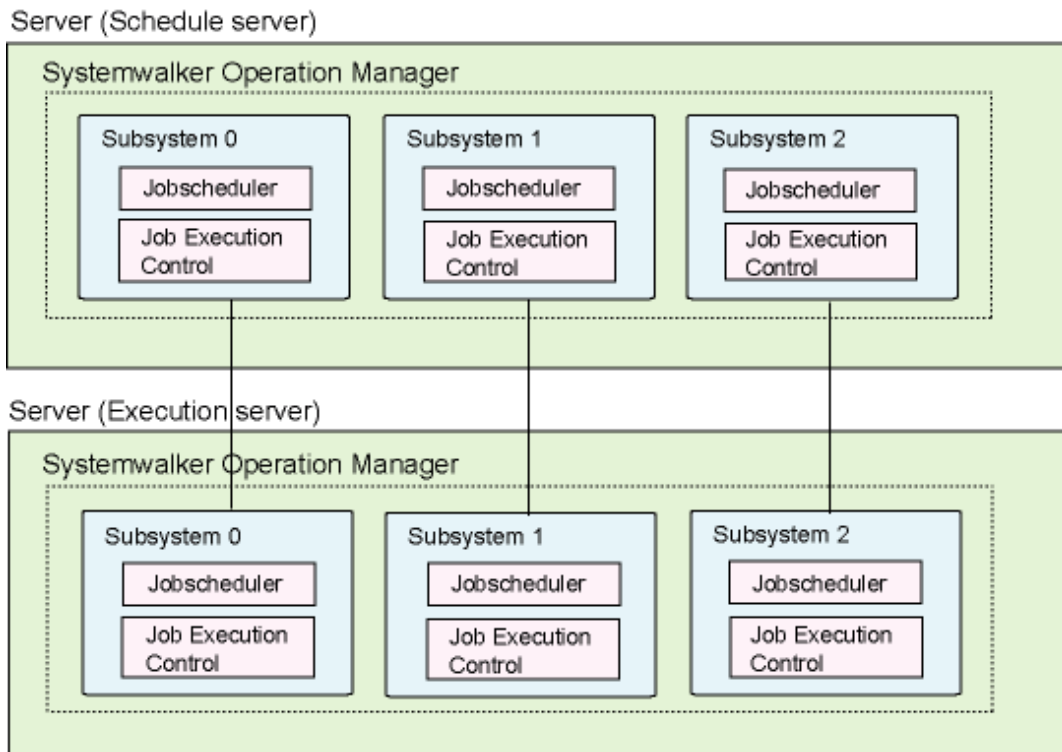 Server (Schedule server)
Systemwalker Operation Manager
Subsystem 0
Jobscheduler
Job Execution
Control
Subsystem 1
Jobscheduler
Job Execution
Control
Subsystem 2
Jobscheduler
Job Execution
Control
Server (Execution server)
Systemwalker Operation Manager
Subsystem 0
Jobscheduler
Job Execution
Control
Subsystem 1
Jobscheduler
Job Execution
Control
Subsystem 2
Jobscheduler
Job Execution
Control